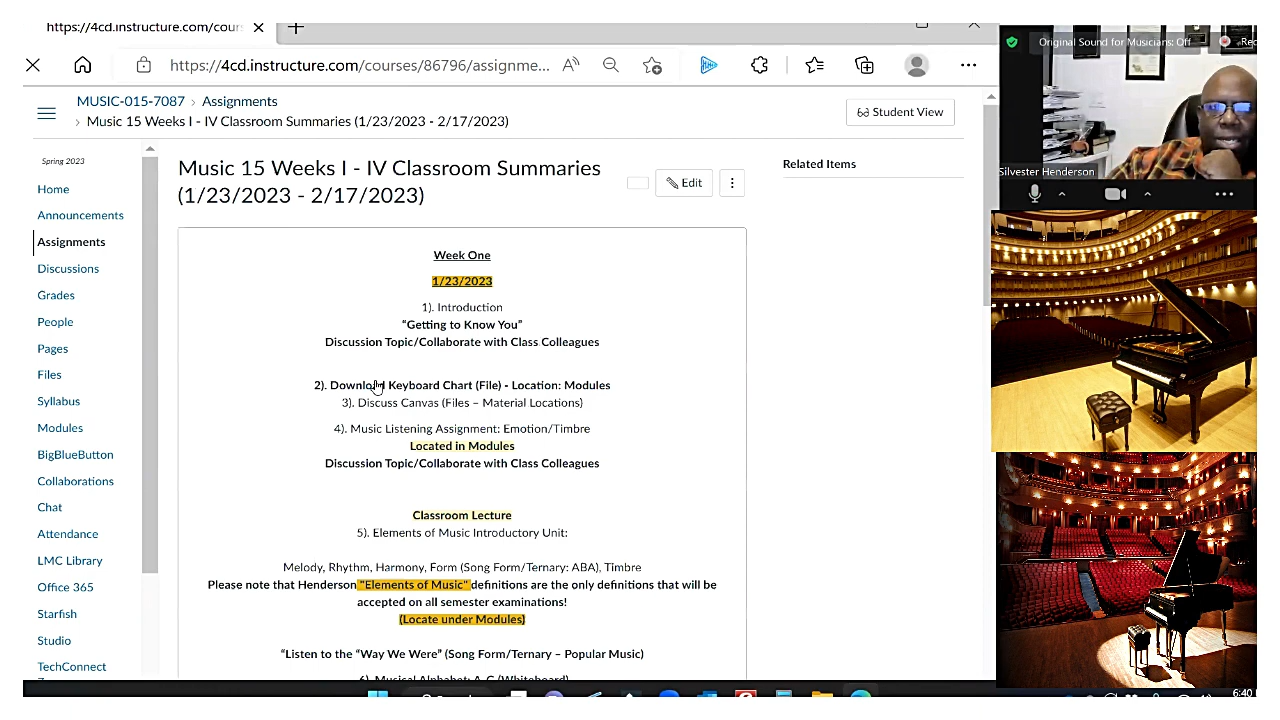 https://4cd.instructure.com/cour
https://4cd.instructure.com/courses/86796/assignme...
MUSIC-015-7087 › Assignments
› Music 15 Weeks I - IV Classroom Summaries (1/23/2023 - 2/17/2023)
Student View
Spring 2023
Home
Announcements
Assignments
Discussions
Grades
People
Pages
Files
Syllabus
Modules
BigBlueButton
Collaborations
Chat
Attendance
LMC Library
Office 365
Starfish
Studio
TechConnect
Music 15 Weeks I - IV Classroom Summaries
(1/23/2023 - 2/17/2023)
Edit
Related Items
Week One
1/23/2023
1). Introduction
“Getting to Know You”
Discussion Topic/Collaborate with Class Colleagues
2). Download Keyboard Chart (File) - Location: Modules
3). Discuss Canvas (Files – Material Locations)
4). Music Listening Assignment: Emotion/Timbre
Located in Modules
Discussion Topic/Collaborate with Class Colleagues
Classroom Lecture
5). Elements of Music Introductory Unit:
Melody, Rhythm, Harmony, Form (Song Form/Ternary: ABA), Timbre
Please note that Henderson "Elements of Music" definitions are the only definitions that will be
accepted on all semester examinations!
(Locate under Modules)
“Listen to the “Way We Were” (Song Form/Ternary – Popular Music)
6). Musical Alphabet: A-G (Whiteboard)
Original Sound for Musicians: Off
Rec
Silvester Henderson
6:40